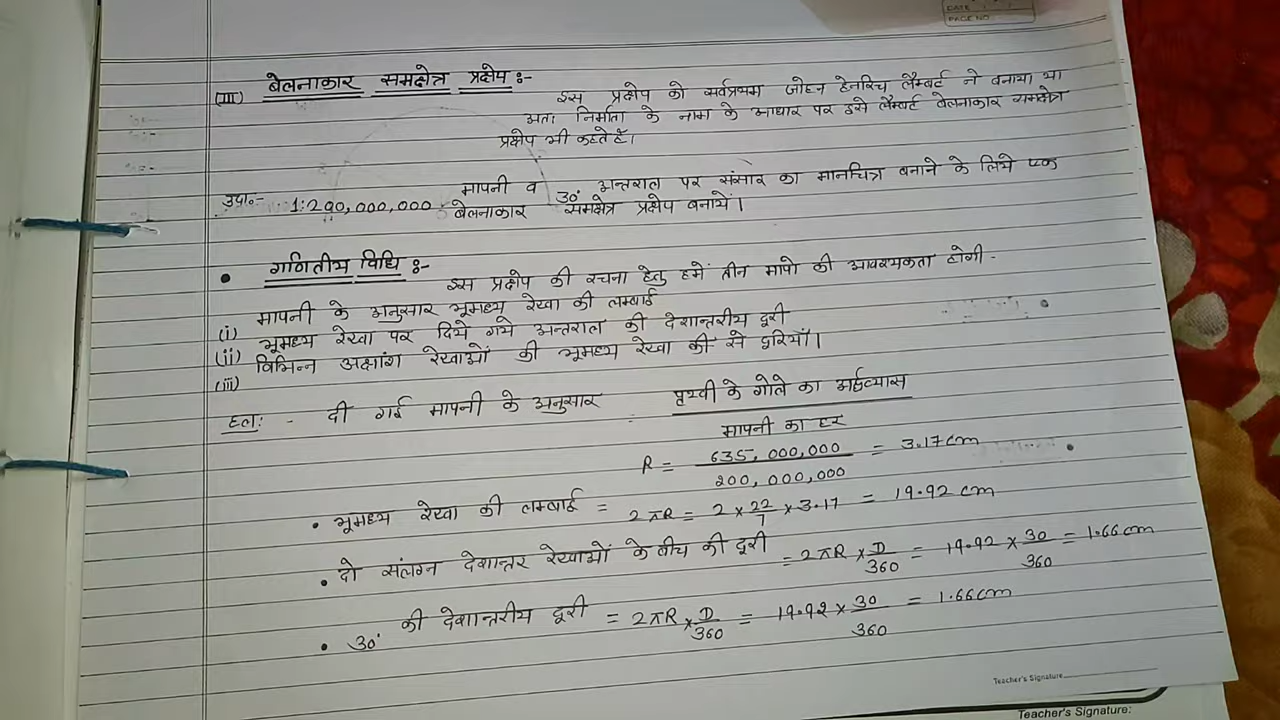 DATE
PAGE NO.
(III) बेलनाकार समक्षेत्र प्रक्षेप :-
इस प्रक्षेप को सर्वप्रथम जोहन हेनरिच लैम्बर्ट ने बनाया था
अतः निर्माता के नाम के आधार पर इसे लैम्बर्ट बेलनाकार समक्षेत्र
प्रक्षेप भी कहते हैं।
उदा०- 1:200,000,000 मापनी व 30° अन्तराल पर संसार का मानचित्र बनाने के लिये एक
बेलनाकार समक्षेत्र प्रक्षेप बनायें।
• गणितीय विधि :-
इस प्रक्षेप की रचना हेतु हमें तीन मापो की आवश्यकता होगी -
(i) मापनी के अनुसार भूमध्य रेखा की लम्बाई
(ii) भूमध्य रेखा पर दिये गये अन्तराल की देशान्तरीय दूरी
(iii) विभिन्न अक्षांश रेखाओं की भूमध्य रेखा की से दूरियाँ।
हल: - दी गई मापनी के अनुसार पृथ्वी के गोले का अर्द्धव्यास
मापनी का हर
R = 635,000,000 / 200,000,000 = 3.17cm
• भूमध्य रेखा की लम्बाई = 2πR = 2 × 22/7 × 3.17 = 19.92 cm
• दो संलग्न देशान्तर रेखाओं के बीच की दूरी = 2πR × D/360 = 19.92 × 30/360 = 1.66cm
• 30° की देशान्तरीय दूरी = 2πR × D/360 = 19.92 × 30/360 = 1.66cm
Teacher's Signature
Teacher's Signature: